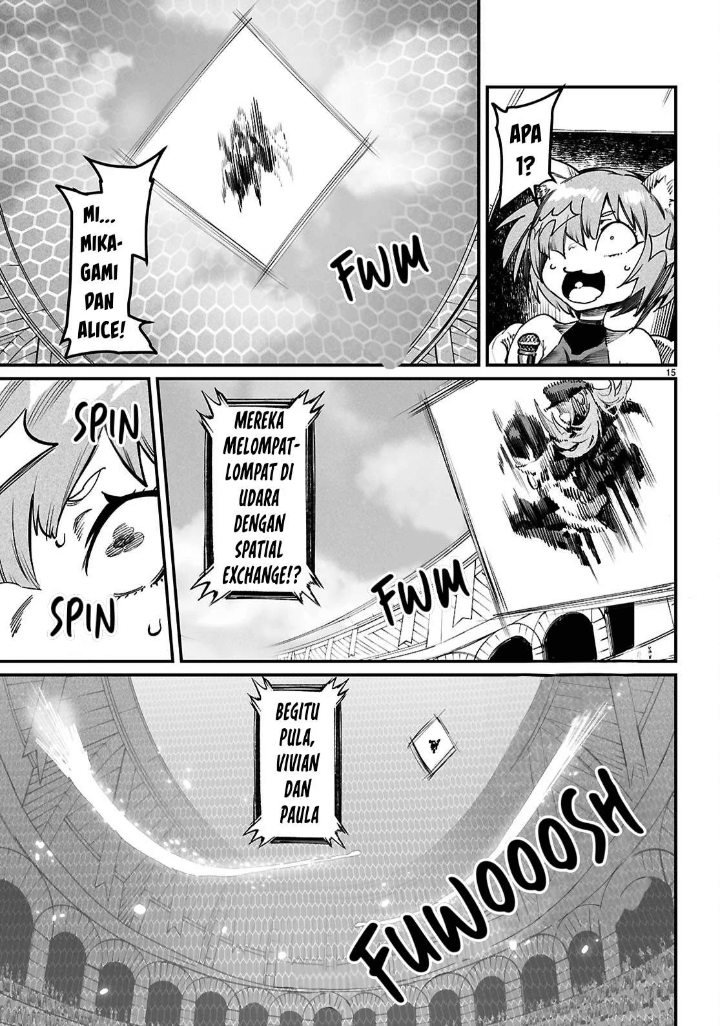 APA
1?
MI...
MIKA-
GAMI
DAN
ALICE!
FWM
15
MEREKA
MELOMPAT-
LOMPAT DI
UDARA
DENGAN
SPATIAL
EXCHANGE!?
FWM
SPIN
SPIN
BEGITU
PULA,
VIVIAN
DAN
PAULA
FUWOOOSH